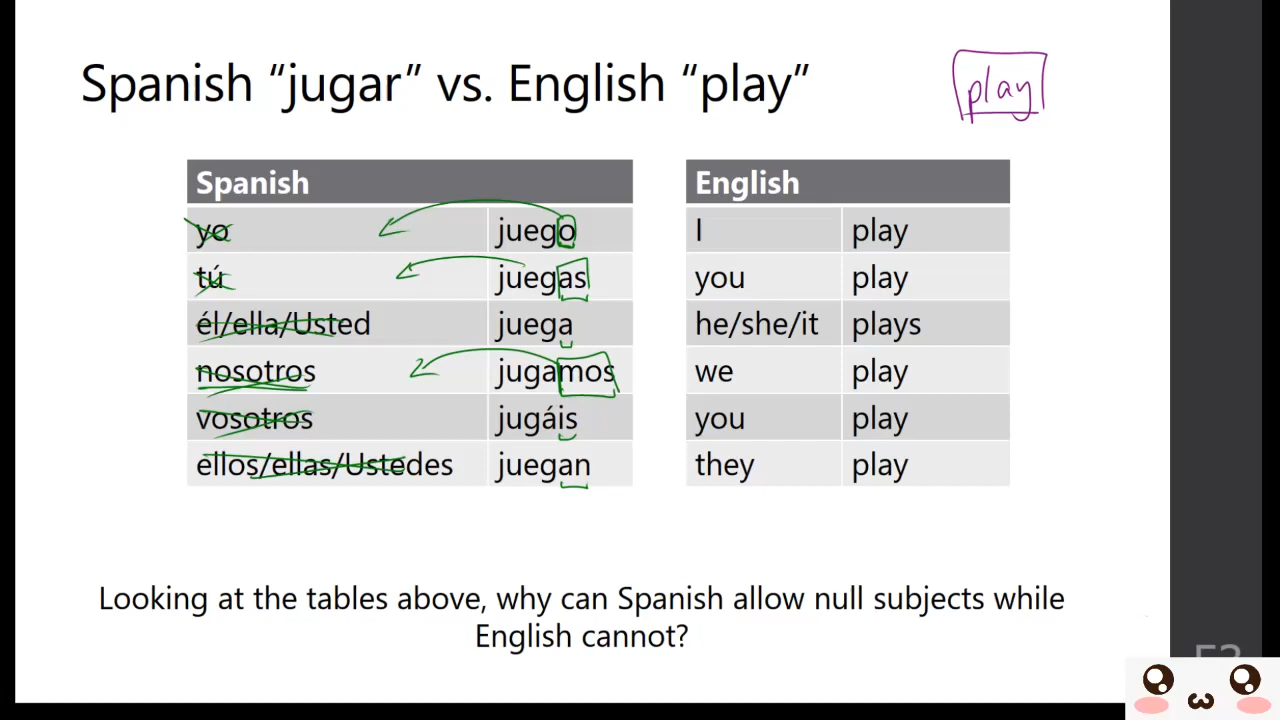 Spanish “jugar” vs. English “play”
play
Spanish
yo juego
tú juegas
él/ella/Usted juega
nosotros jugamos
vosotros jugáis
ellos/ellas/Ustedes juegan
English
I play
you play
he/she/it plays
we play
you play
they play
Looking at the tables above, why can Spanish allow null subjects while
English cannot?